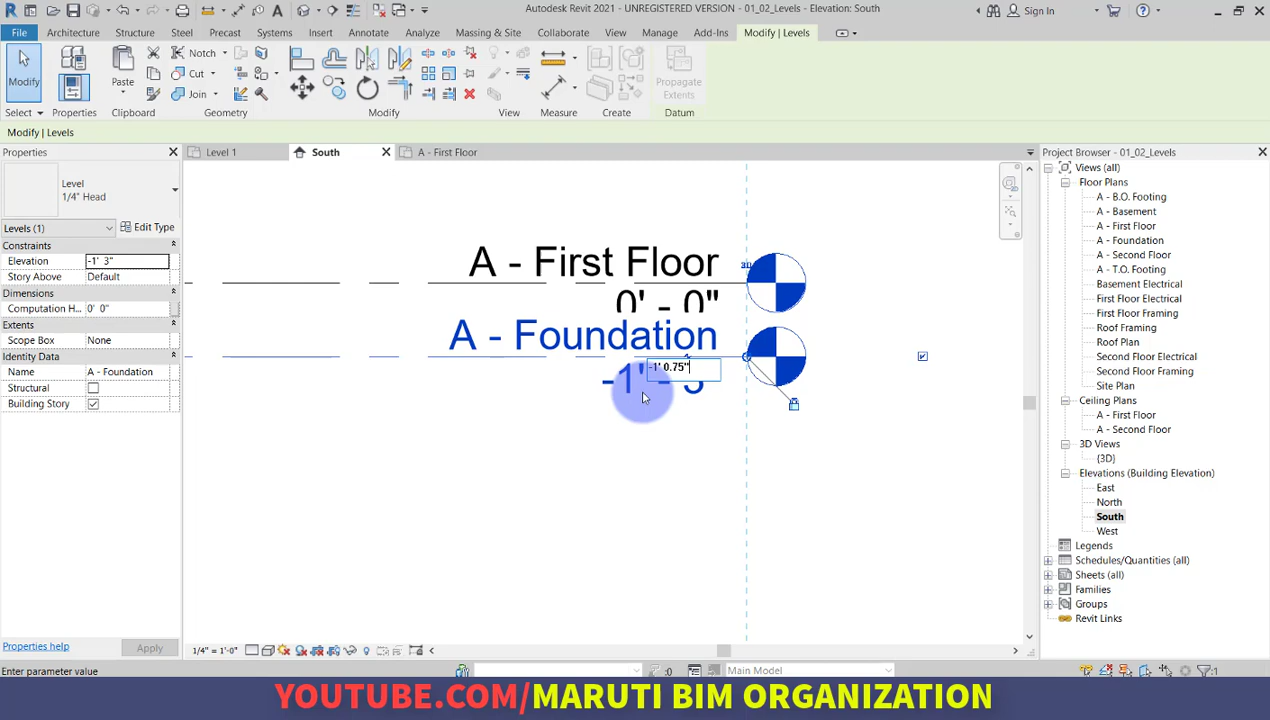 Autodesk Revit 2021 - UNREGISTERED VERSION - 01_02_Levels - Elevation: South
Sign In
File Architecture Structure Steel Precast Systems Insert Annotate Analyze Massing & Site Collaborate View Manage Add-Ins Modify | Levels
Modify
Paste
Notch
Cut
Join
Propagate
Extents
Select Properties Clipboard Geometry Modify View Measure Create Datum
Modify | Levels
Properties
Level 1
South
A - First Floor
Project Browser - 01_02_Levels
Level
1/4" Head
Levels (1)
Edit Type
Constraints
Elevation
-1' 3"
Story Above
Default
Dimensions
Computation H...
0' 0"
Extents
Scope Box
None
Identity Data
Name
A - Foundation
Structural
Building Story
Properties help
Apply
A - First Floor
0' - 0"
3D
A - Foundation
-1' 0.75"
-1' - 3
Views (all)
Floor Plans
A - B.O. Footing
A - Basement
A - First Floor
A - Foundation
A - Second Floor
A - T.O. Footing
Basement Electrical
First Floor Electrical
First Floor Framing
Roof Framing
Roof Plan
Second Floor Electrical
Second Floor Framing
Site Plan
Ceiling Plans
A - First Floor
A - Second Floor
3D Views
{3D}
Elevations (Building Elevation)
East
North
South
West
Legends
Schedules/Quantities (all)
Sheets (all)
Families
Groups
Revit Links
1/4" = 1'-0"
Enter parameter value
:0
Main Model
:1
YOUTUBE.COM/MARUTI BIM ORGANIZATION